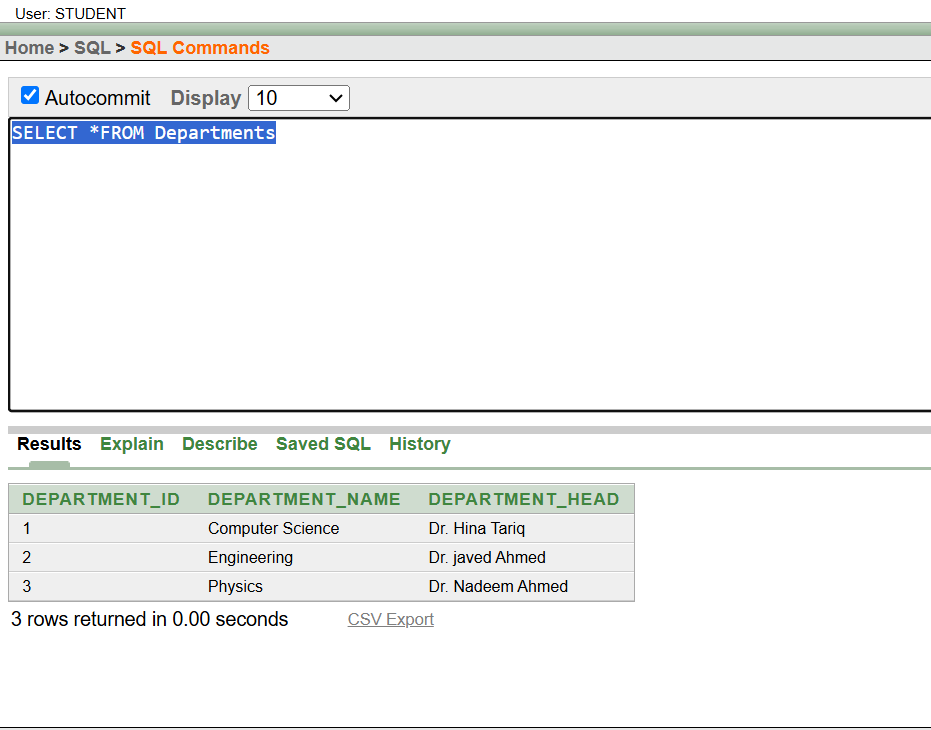 User: STUDENT
Home > SQL > SQL Commands
Autocommit Display 10
SELECT *FROM Departments
Results Explain Describe Saved SQL History
DEPARTMENT_ID DEPARTMENT_NAME DEPARTMENT_HEAD
1 Computer Science Dr. Hina Tariq
2 Engineering Dr. javed Ahmed
3 Physics Dr. Nadeem Ahmed
3 rows returned in 0.00 seconds CSV Export